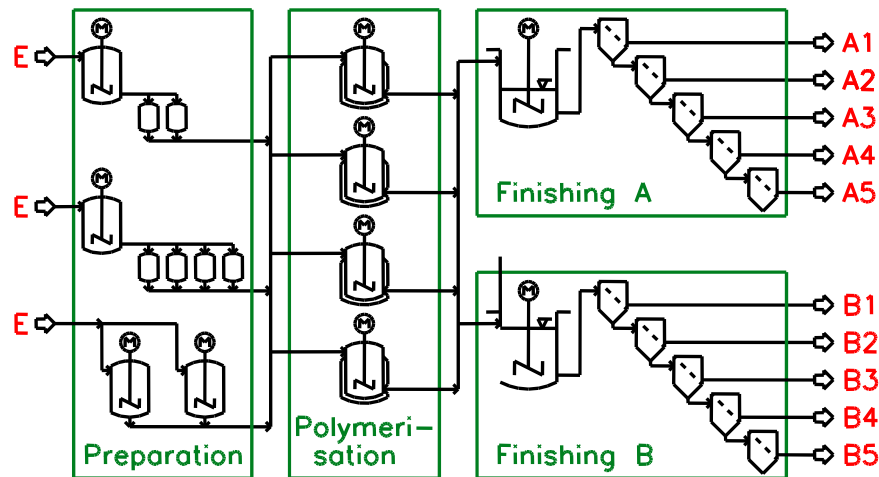 M
M
M
E
A1
A2
M
A3
A4
M
E
Finishing A
A5
M
M
E
B1
M
M
M
B2
B3
Polymeri-
B4
Preparation
sation
Finishing B
B5